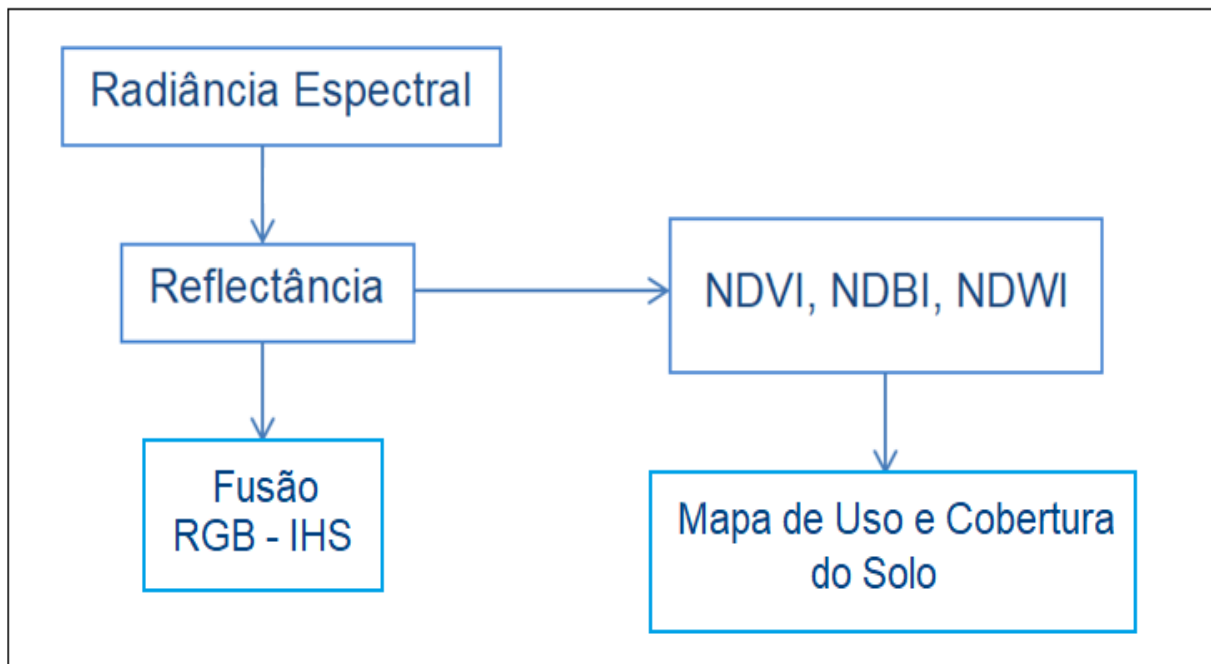 Radiância Espectral
Reflectância
NDVI, NDBI, NDWI
Fusão
RGB - IHS
Mapa de Uso e Cobertura
do Solo